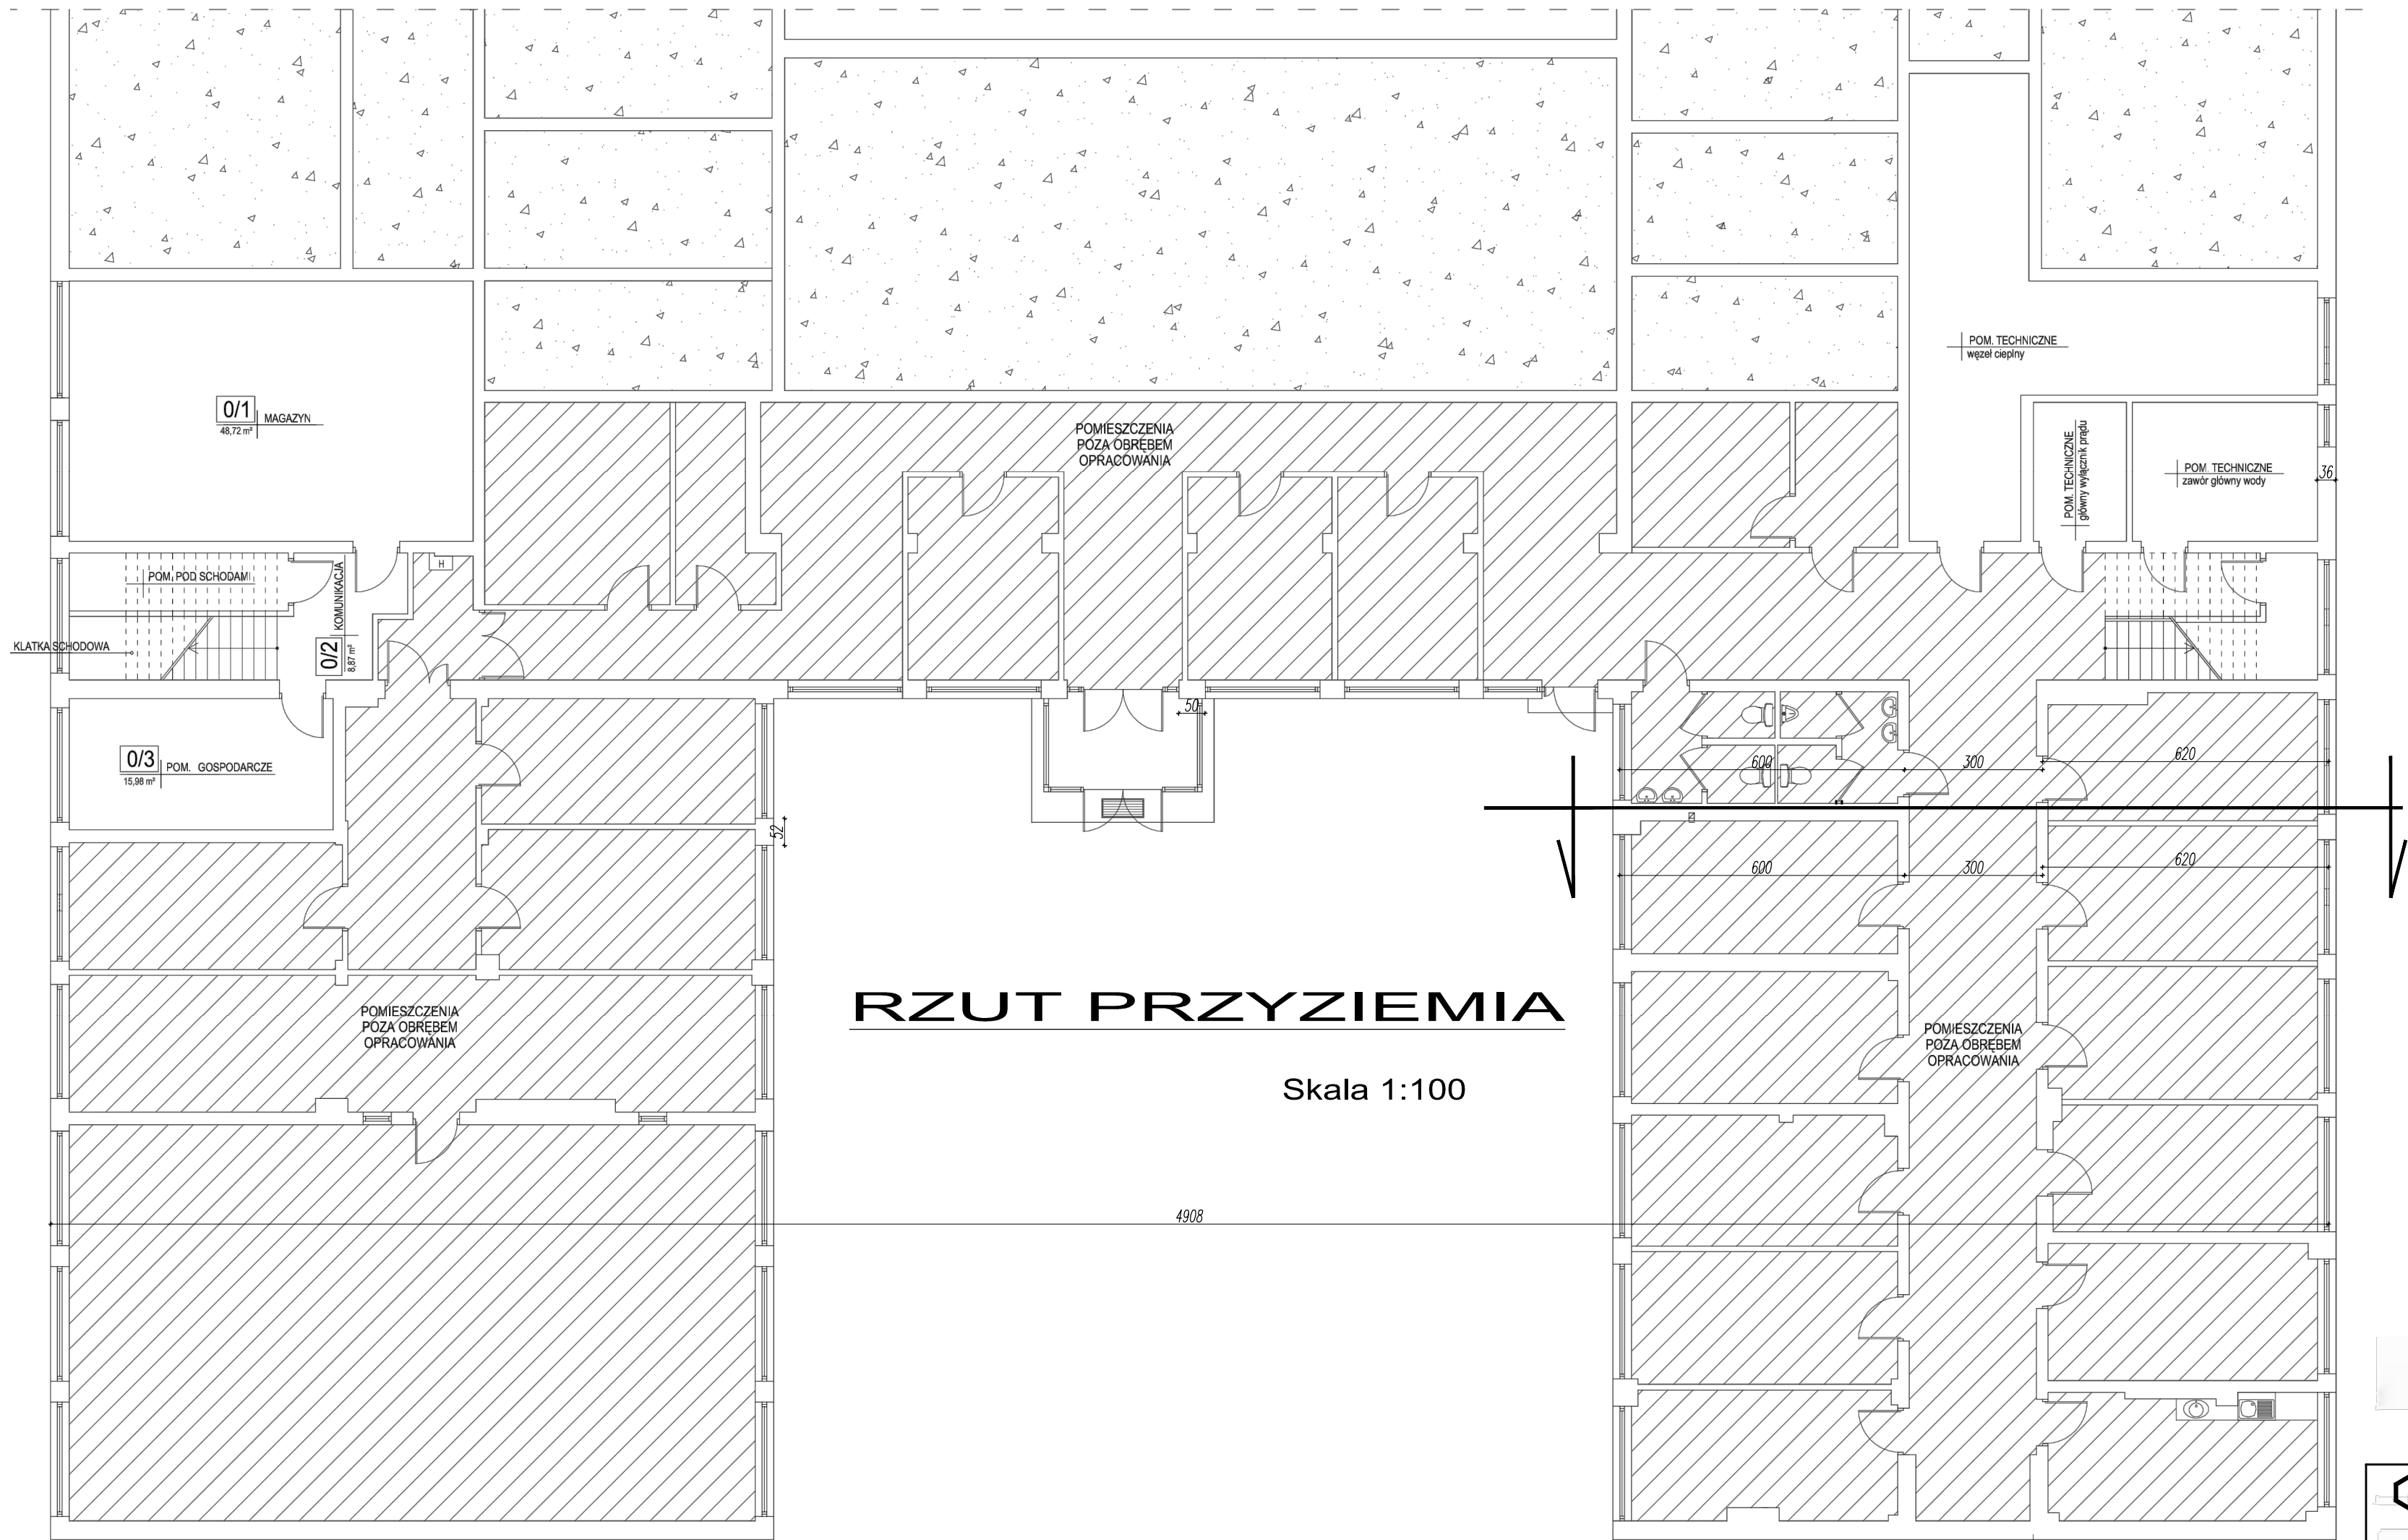 POM. TECHNICZNE
węzeł cieplny
0/1
MAGAZYN
48,72 m²
POMIESZCZENIA
POZA OBRĘBEM
OPRACOWANIA
POM. TECHNICZNE
główny wyłącznik prądu
POM. TECHNICZNE
zawór główny wody
36
H
POM. POD SCHODAMI
KOMUNIKACJA
0/2
8,87 m²
KLATKA SCHODOWA
50
0/3
POM. GOSPODARCZE
15,98 m²
600
300
620
52
600
300
620
RZUT PRZYZIEMIA
Skala 1:100
POMIESZCZENIA
POZA OBRĘBEM
OPRACOWANIA
POMIESZCZENIA
POZA OBRĘBEM
OPRACOWANIA
4908